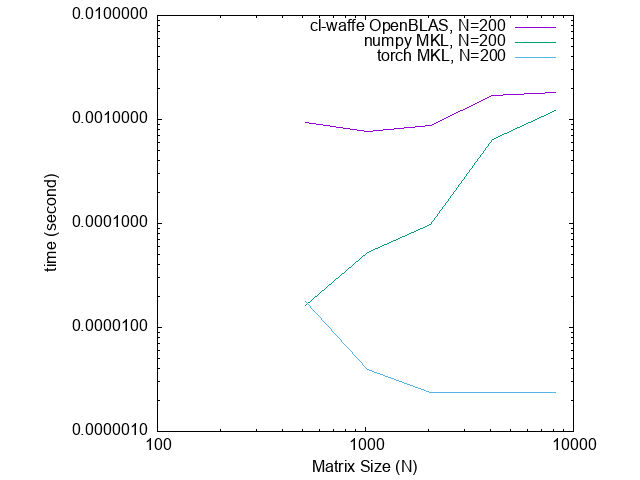 0.0100000
cl-waffe OpenBLAS, N=200
numpy MKL, N=200
torch MKL, N=200
0.0010000
0.0001000
0.0000100
0.0000010
time (second)
100
1000
10000
Matrix Size (N)